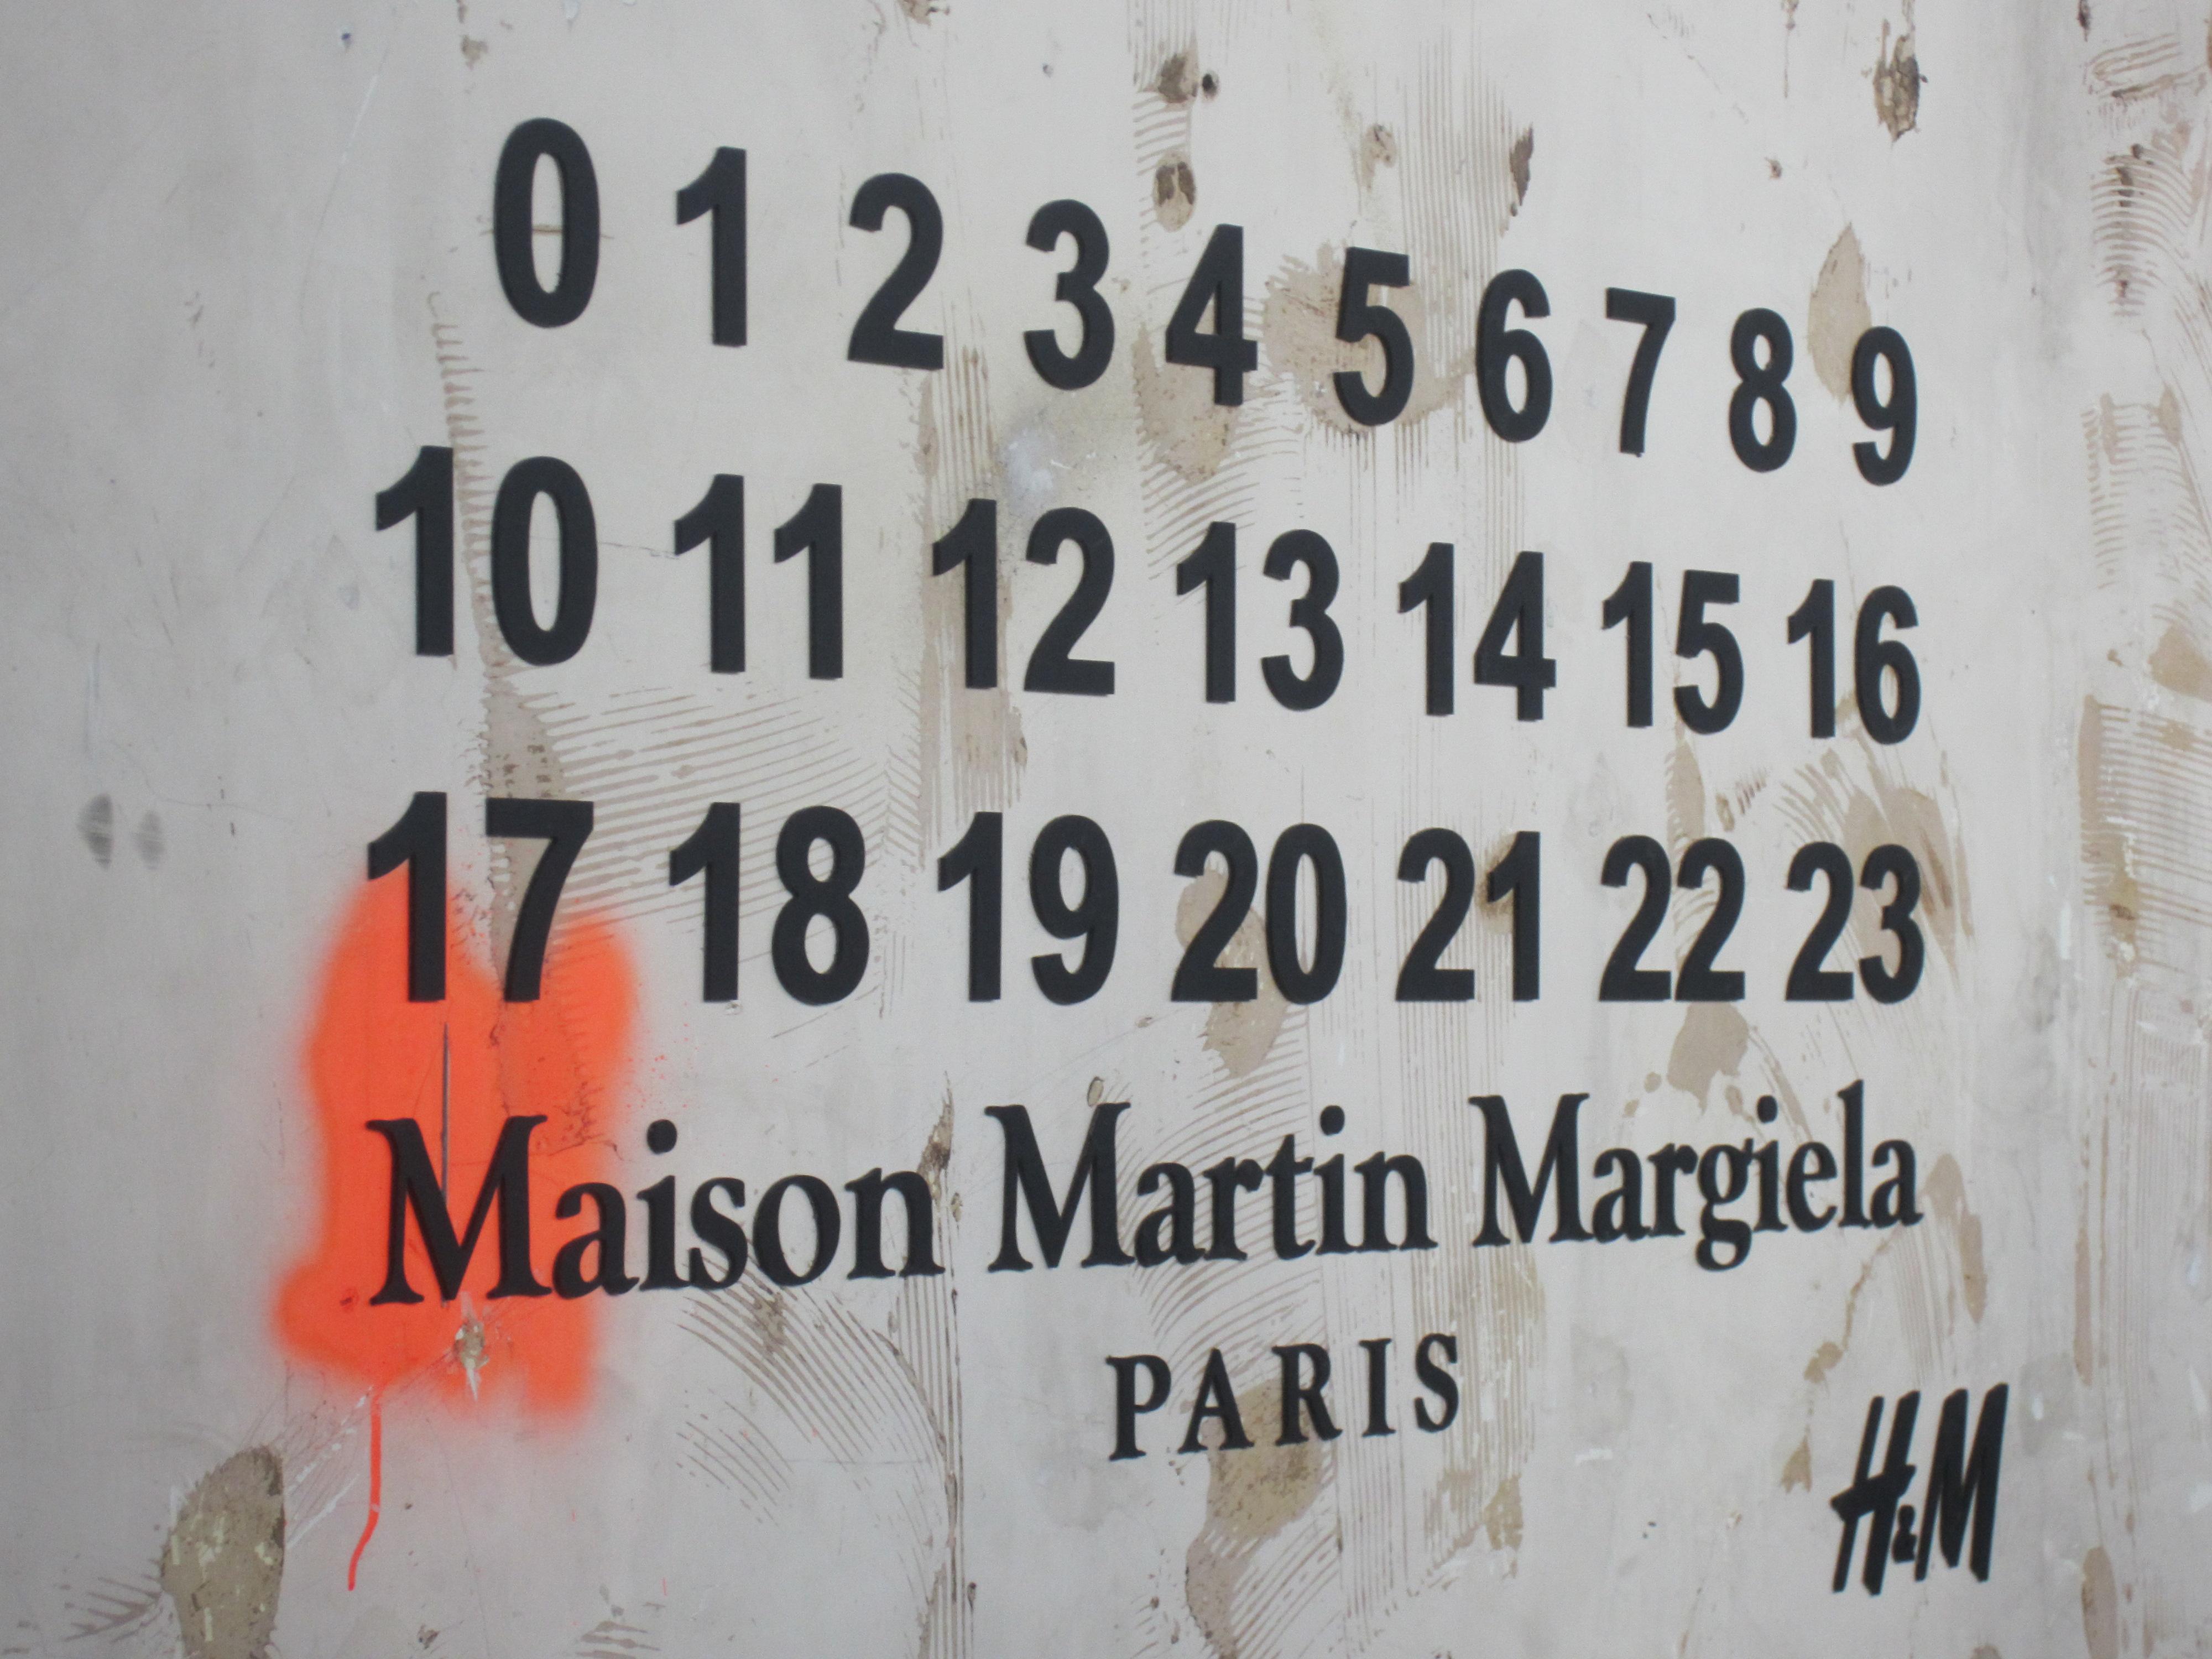 0 1 2 3 4 5 6 7 8 9
10 11 12 13 14 15 16
17 18 19 20 21 22 23
Maison Martin Margiela
PARIS
H&M